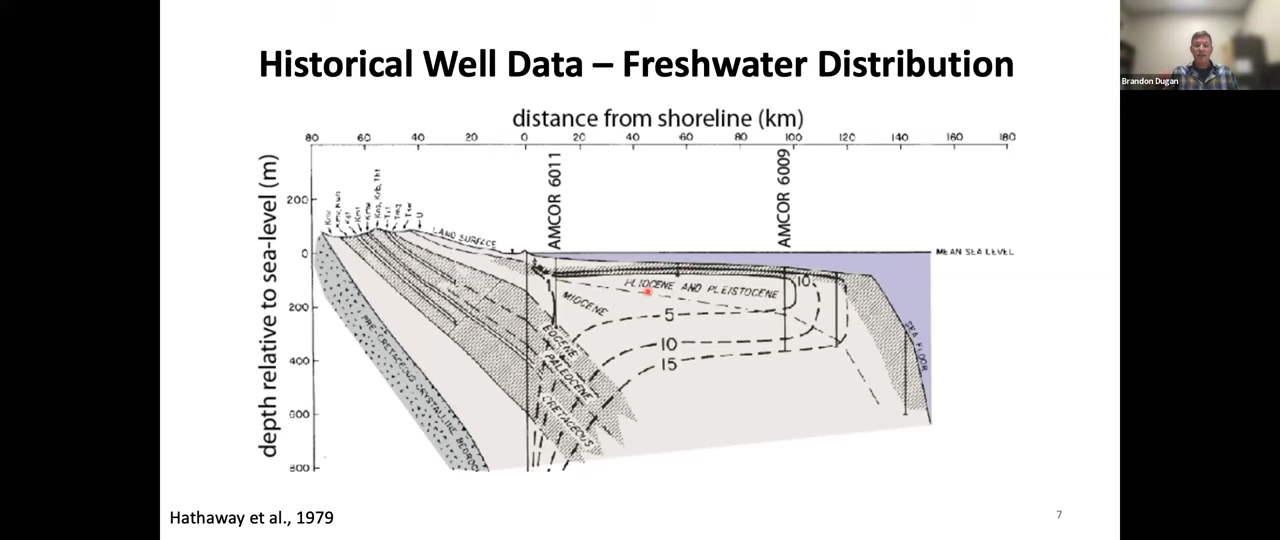 Historical Well Data – Freshwater Distribution
Brandon Dugan
distance from shoreline (km)
80 60 40 20 0 20 40 60 80 100 120 140 160 180
depth relative to sea-level (m)
200
0
200
400
600
800
AMCOR 6011
AMCOR 6009
LAND SURFACE
MEAN SEA LEVEL
PLIOCENE AND PLEISTOCENE
MIOCENE
EOCENE
PALEOCENE
CRETACEOUS
PRE-CRETACEOUS CRYSTALLINE BEDROCK
SEA FLOOR
1
5
10
10
15
Hathaway et al., 1979
7